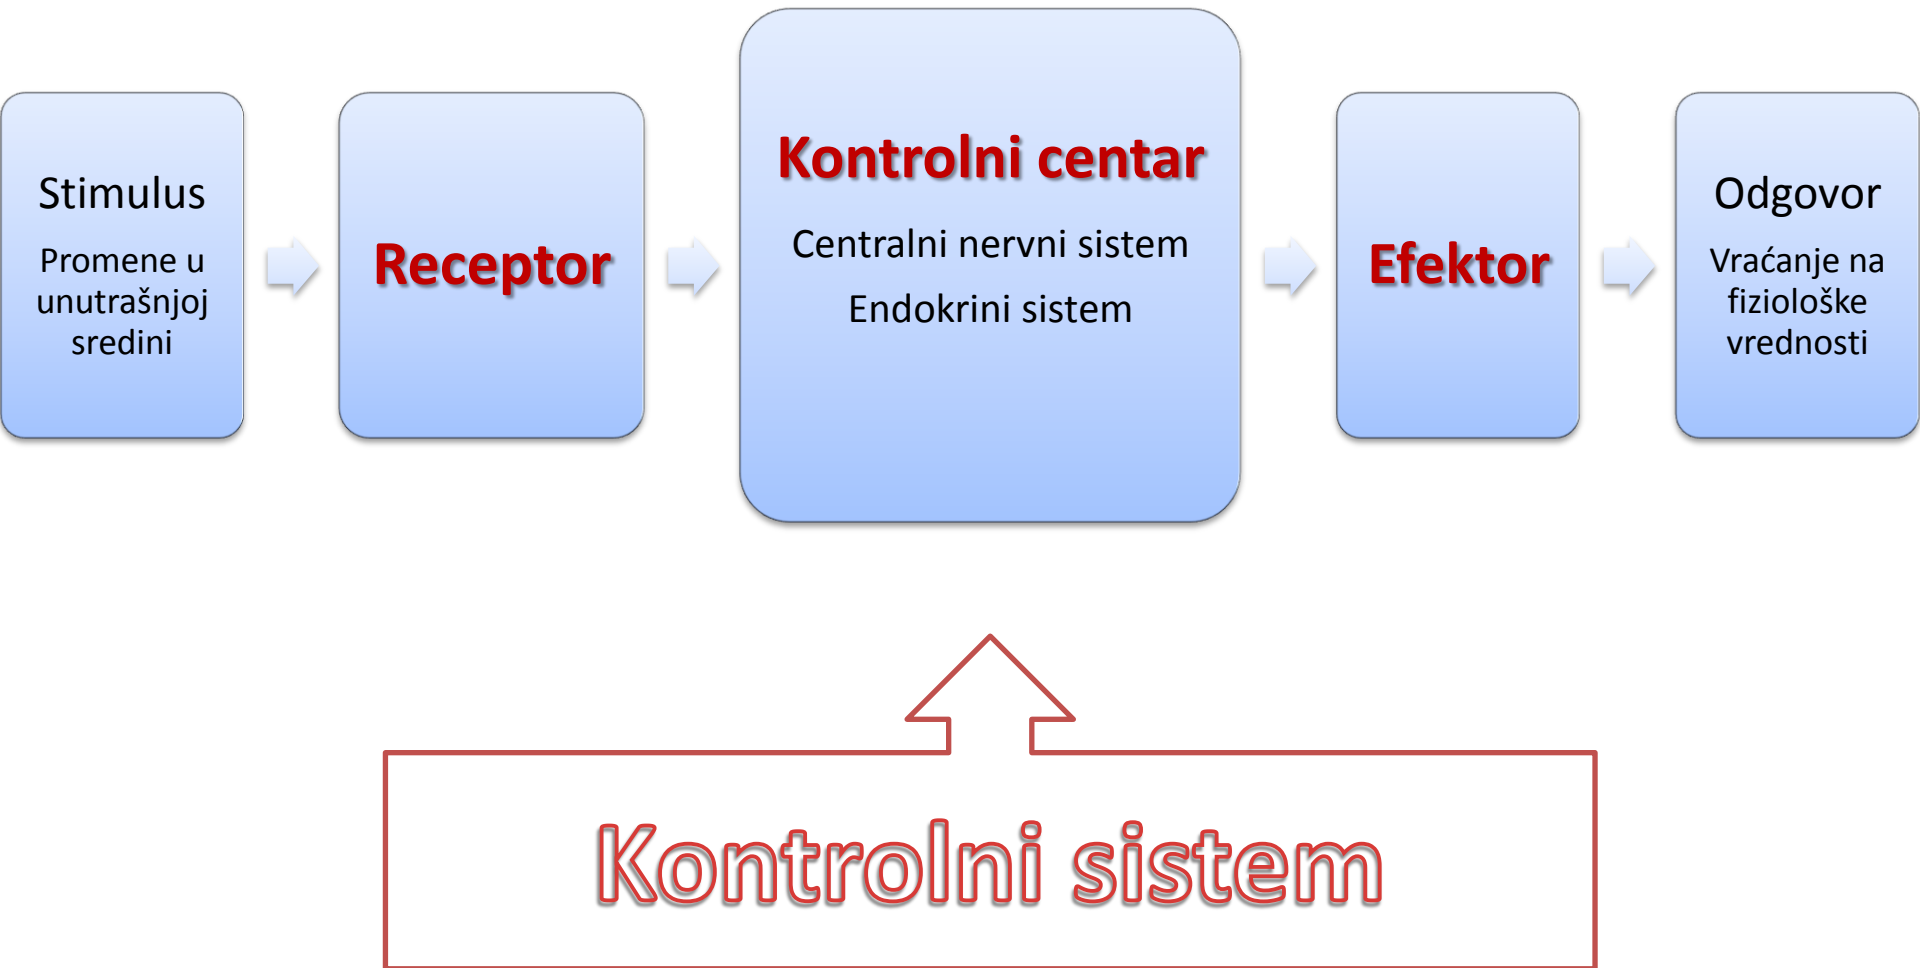 Stimulus
Promene u
unutrašnjoj
sredini
Receptor
Kontrolni centar
Centralni nervni sistem
Endokrini sistem
Efektor
Odgovor
Vraćanje na
fiziološke
vrednosti
Kontrolni sistem